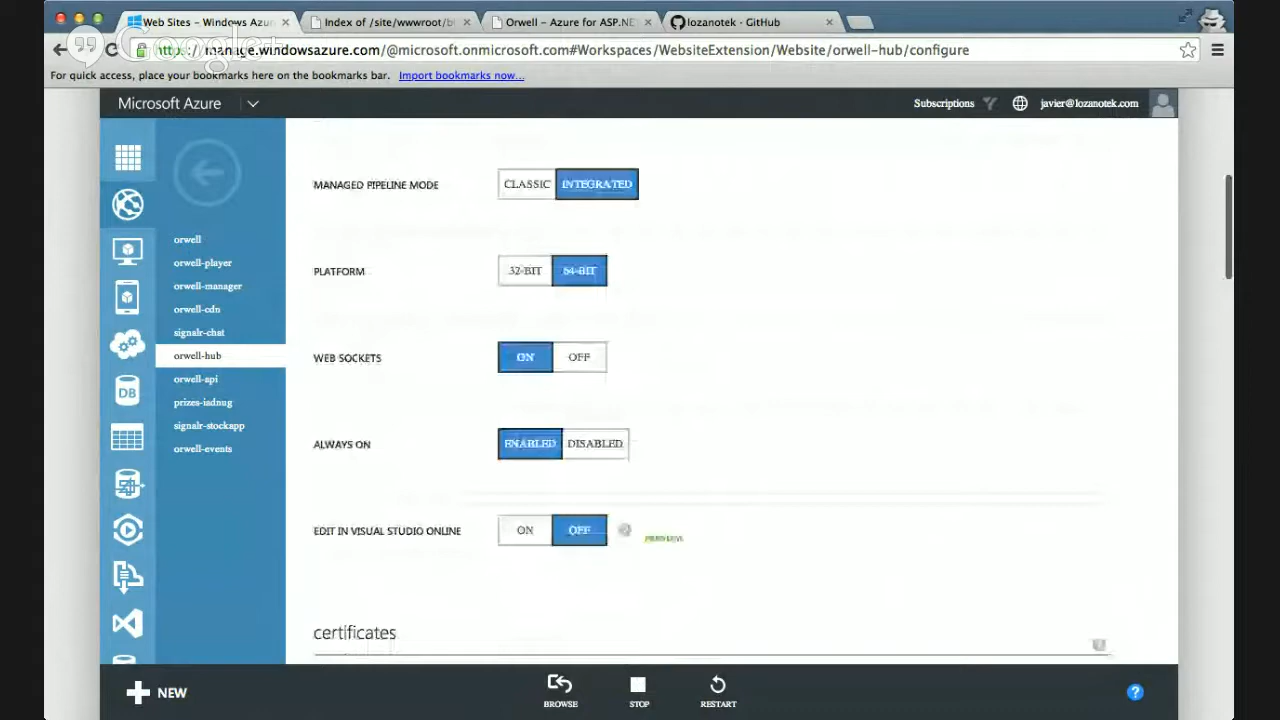 Web Sites - Windows Azur
Index of /site/wwwroot/b
Orwell - Azure for ASP.NE
lozanotek · GitHub
Google+
https://manage.windowsazure.com/@microsoft.onmicrosoft.com#Workspaces/WebsiteExtension/Website/orwell-hub/configure
For quick access, place your bookmarks here on the bookmarks bar. Import bookmarks now...
Microsoft Azure
Subscriptions
javier@lozanotek.com
orwell
orwell-player
orwell-manager
orwell-cdn
signalr-chat
orwell-hub
orwell-api
prizes-iadnug
signalr-stockapp
orwell-events
DB
MANAGED PIPELINE MODE CLASSIC INTEGRATED
PLATFORM 32-BIT 64-BIT
WEB SOCKETS ON OFF
ALWAYS ON ENABLED DISABLED
EDIT IN VISUAL STUDIO ONLINE ON OFF PREVIEW
certificates
NEW
BROWSE
STOP
RESTART
?